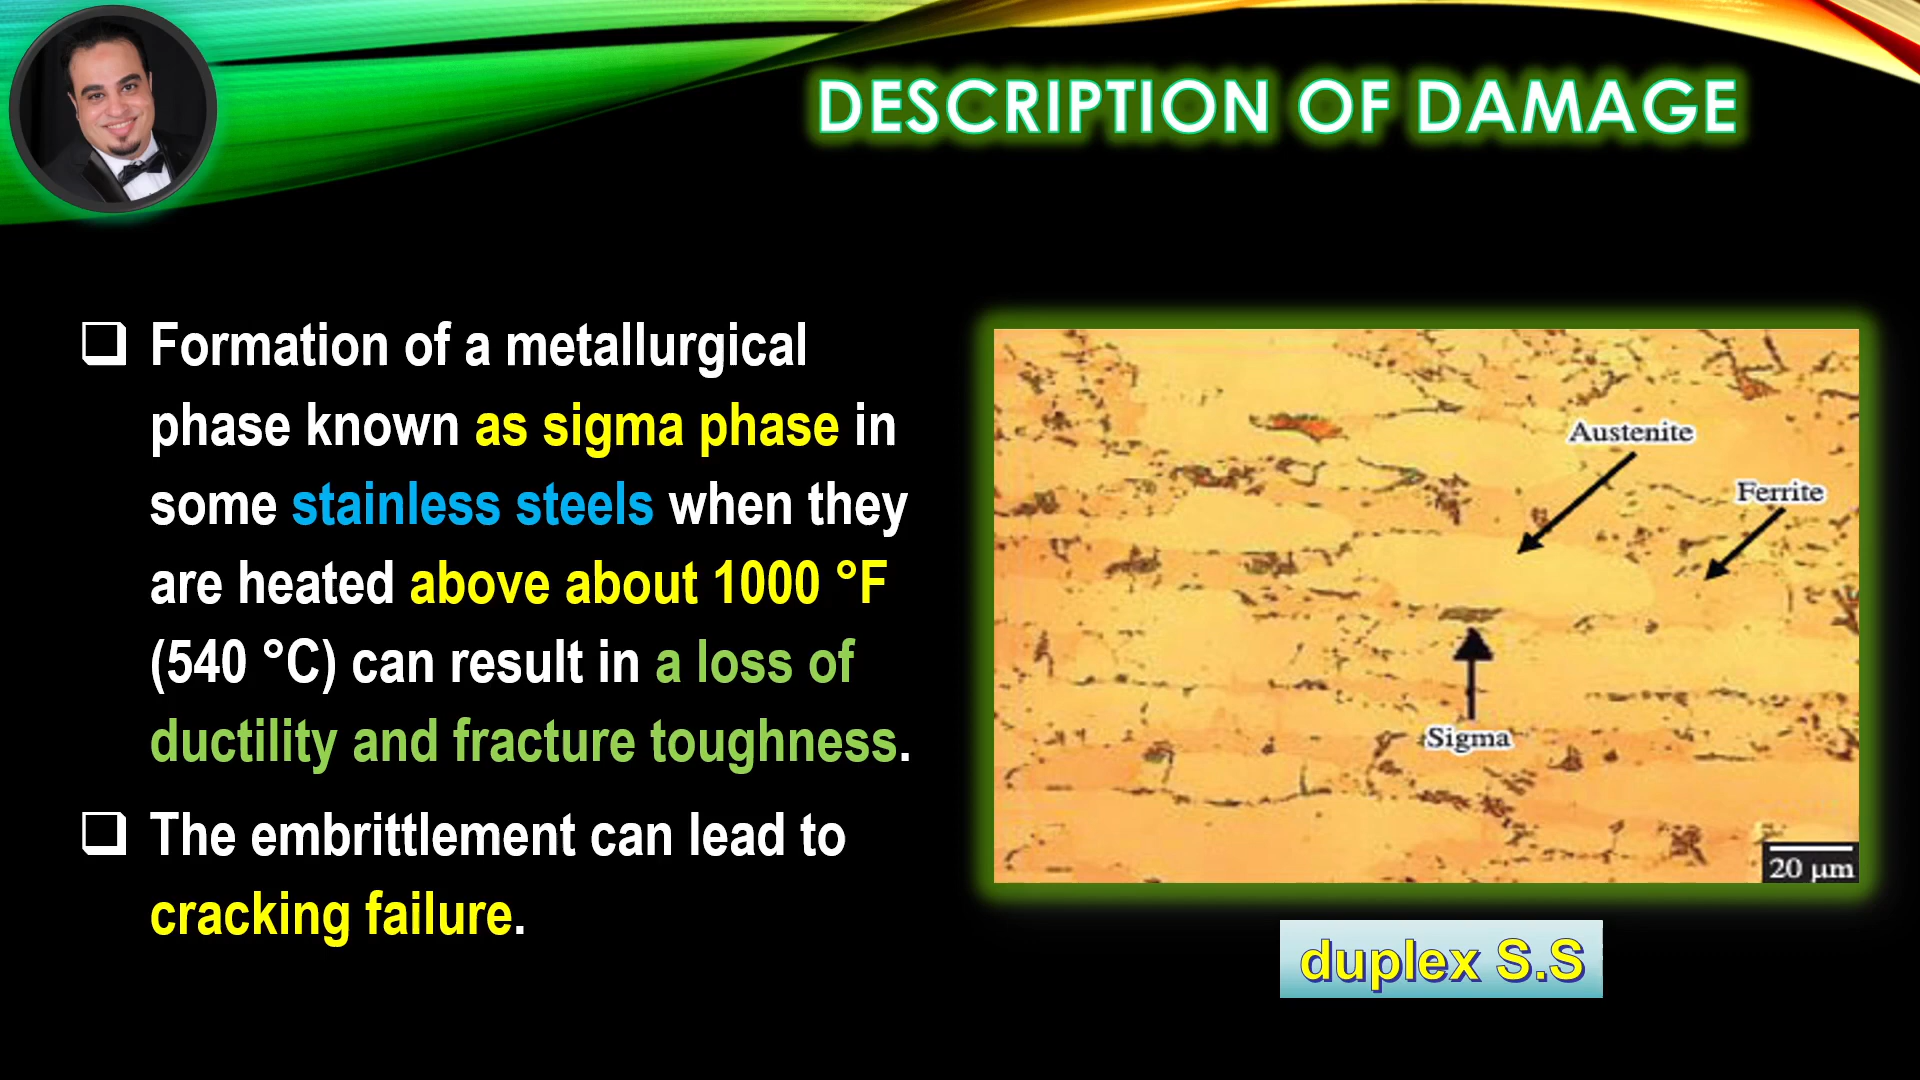 DESCRIPTION OF DAMAGE
Formation of a metallurgical
phase known as sigma phase in
some stainless steels when they
are heated above about 1000 °F
(540 °C) can result in a loss of
ductility and fracture toughness.
The embrittlement can lead to
cracking failure.
Austenite
Ferrite
Sigma
20 µm
duplex S.S